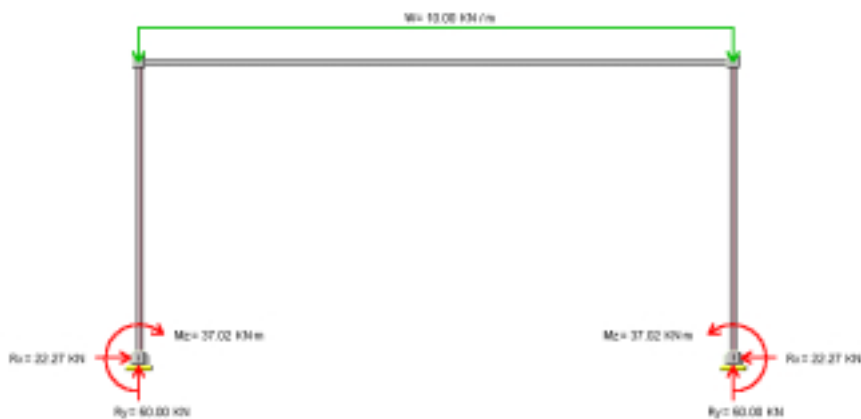 W= 10.00 KN/m
Mz= 37.02 KNm
Mz= 37.02 KNm
Rx= 22.27 KN
Rx= 22.27 KN
Ry= 60.00 KN
Ry= 60.00 KN